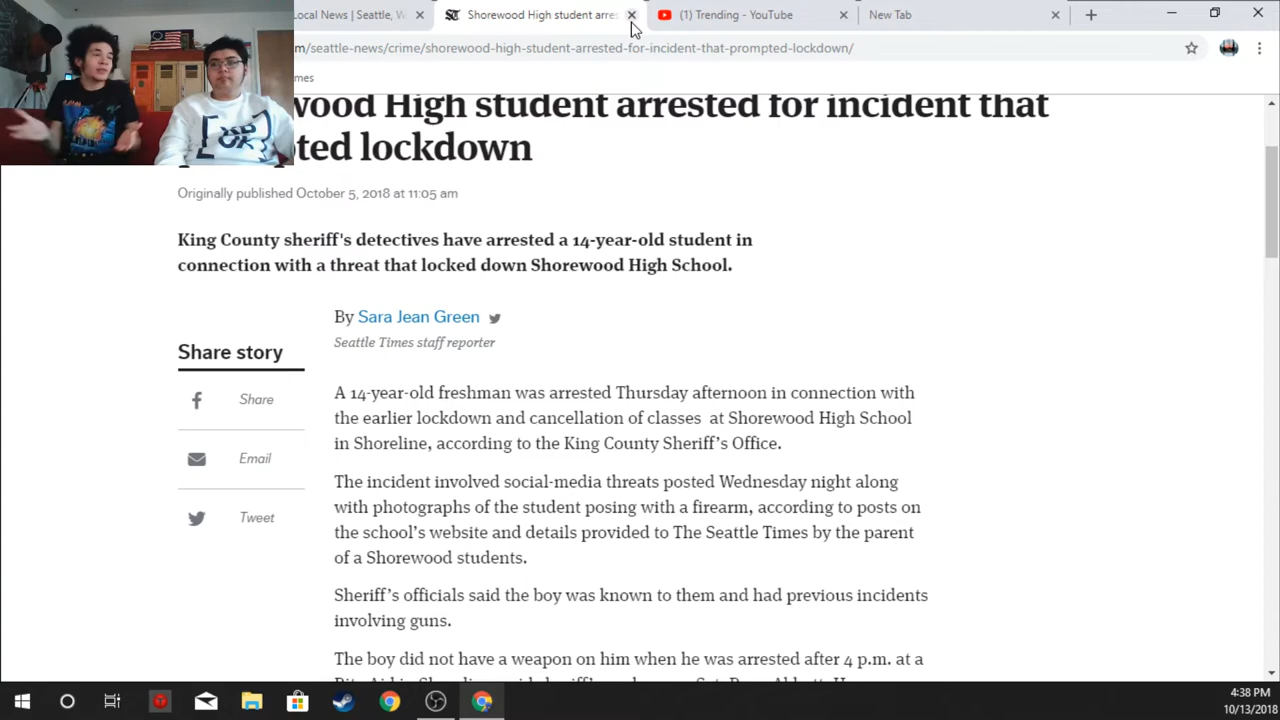 Local News | Seattle, W
Shorewood High student arres
(1) Trending - YouTube
New Tab
m/seattle-news/crime/shorewood-high-student-arrested-for-incident-that-prompted-lockdown/
mes
wood High student arrested for incident that
pted lockdown
Originally published October 5, 2018 at 11:05 am
King County sheriff's detectives have arrested a 14-year-old student in
connection with a threat that locked down Shorewood High School.
By Sara Jean Green
Seattle Times staff reporter
Share story
Share
Email
Tweet
A 14-year-old freshman was arrested Thursday afternoon in connection with
the earlier lockdown and cancellation of classes at Shorewood High School
in Shoreline, according to the King County Sheriff's Office.
The incident involved social-media threats posted Wednesday night along
with photographs of the student posing with a firearm, according to posts on
the school's website and details provided to The Seattle Times by the parent
of a Shorewood students.
Sheriff's officials said the boy was known to them and had previous incidents
involving guns.
The boy did not have a weapon on him when he was arrested after 4 p.m. at a
4:38 PM
10/13/2018